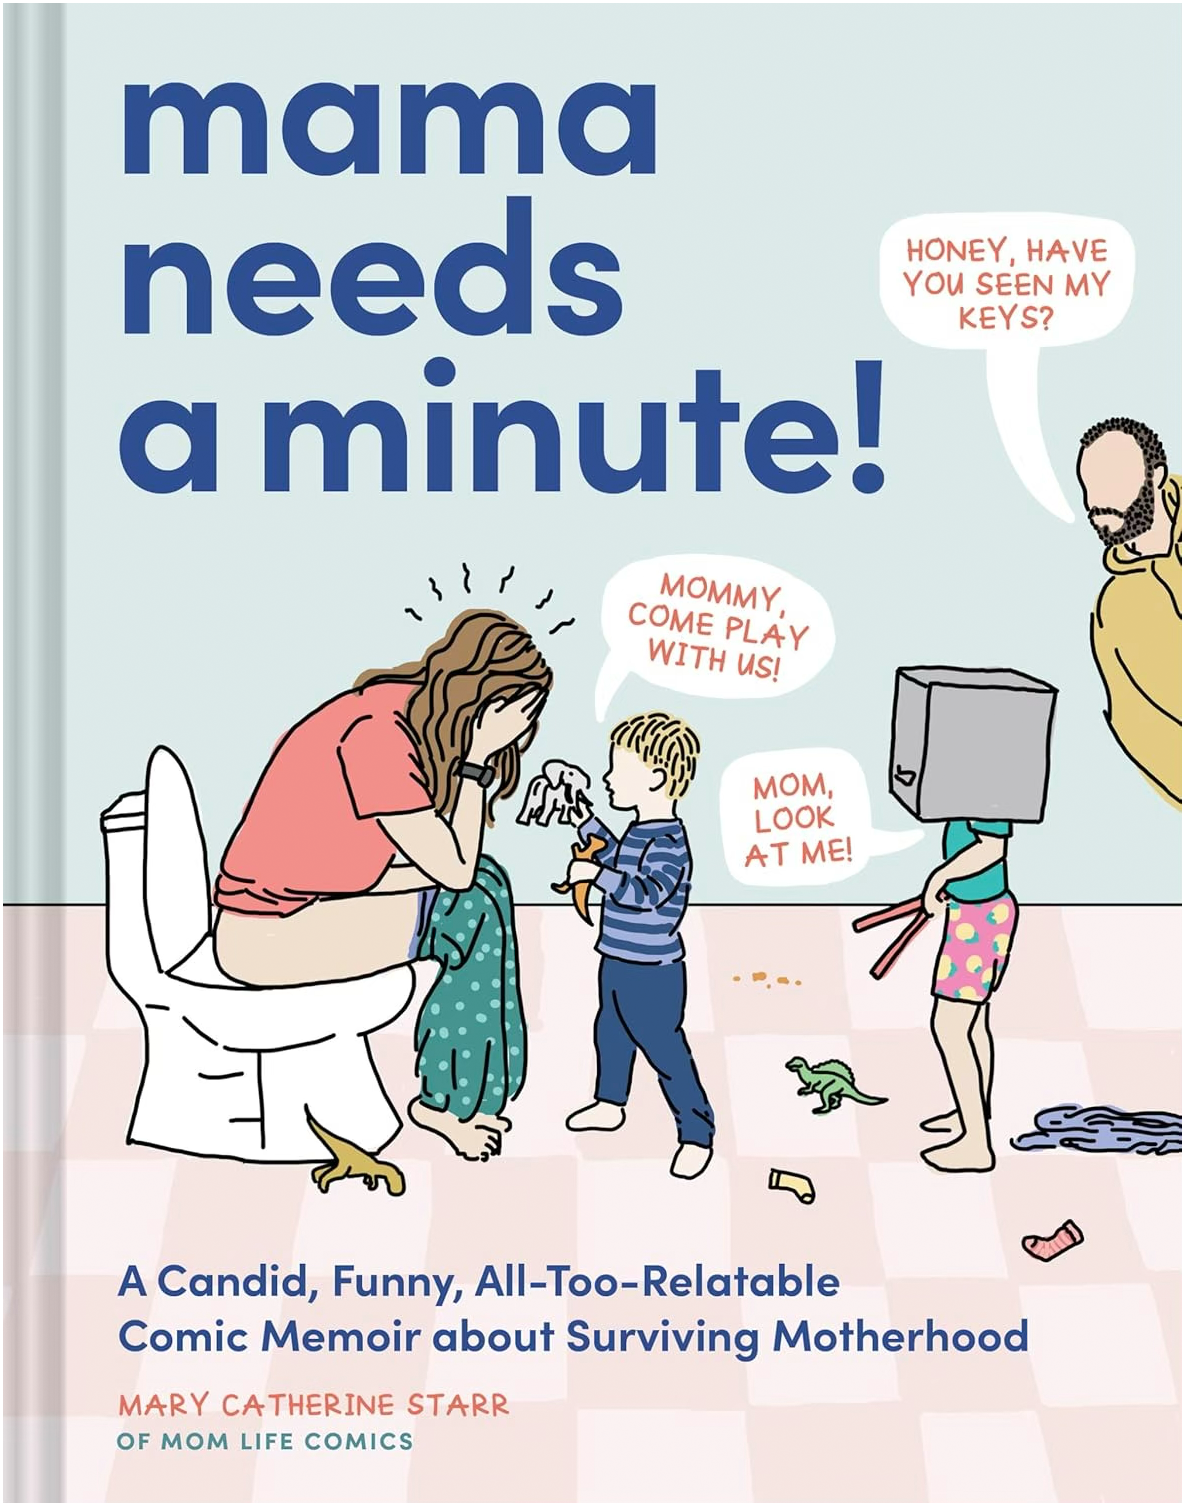 mama
needs
a minute!
HONEY, HAVE
YOU SEEN MY
KEYS?
MOMMY,
COME PLAY
WITH US!
MOM,
LOOK
AT ME!
A Candid, Funny, All-Too-Relatable
Comic Memoir about Surviving Motherhood
MARY CATHERINE STARR
OF MOM LIFE COMICS